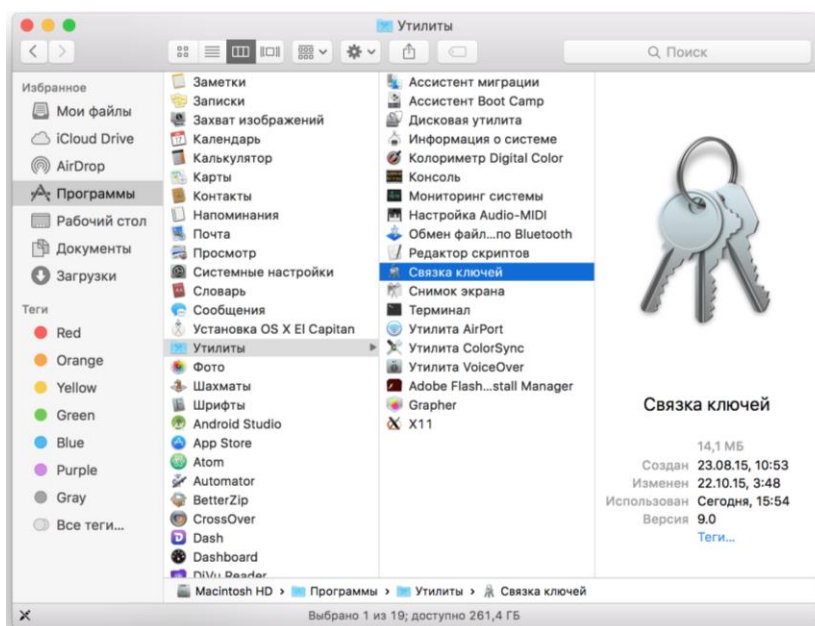 Утилиты
Поиск
Избранное
Мои файлы
iCloud Drive
AirDrop
Программы
Рабочий стол
Документы
Загрузки
Теги
Red
Orange
Yellow
Green
Blue
Purple
Gray
Все теги...
Заметки
Записки
Захват изображений
Календарь
Калькулятор
Карты
Контакты
Напоминания
Почта
Просмотр
Системные настройки
Словарь
Сообщения
Установка OS X El Capitan
Утилиты
Фото
Шахматы
Шрифты
Android Studio
App Store
Atom
Automator
BetterZip
CrossOver
Dash
Dashboard
DjVu Reader
Ассистент миграции
Ассистент Boot Camp
Дисковая утилита
Информация о системе
Колориметр Digital Color
Консоль
Мониторинг системы
Настройка Audio-MIDI
Обмен файл...по Bluetooth
Редактор скриптов
Связка ключей
Снимок экрана
Терминал
Утилита AirPort
Утилита ColorSync
Утилита VoiceOver
Adobe Flash...stall Manager
Grapher
X11
Связка ключей
14,1 МБ
Создан 23.08.15, 10:53
Изменен 22.10.15, 3:48
Использован Сегодня, 15:54
Версия 9.0
Теги...
Macintosh HD › Программы › Утилиты › Связка ключей
Выбрано 1 из 19; доступно 261,4 ГБ